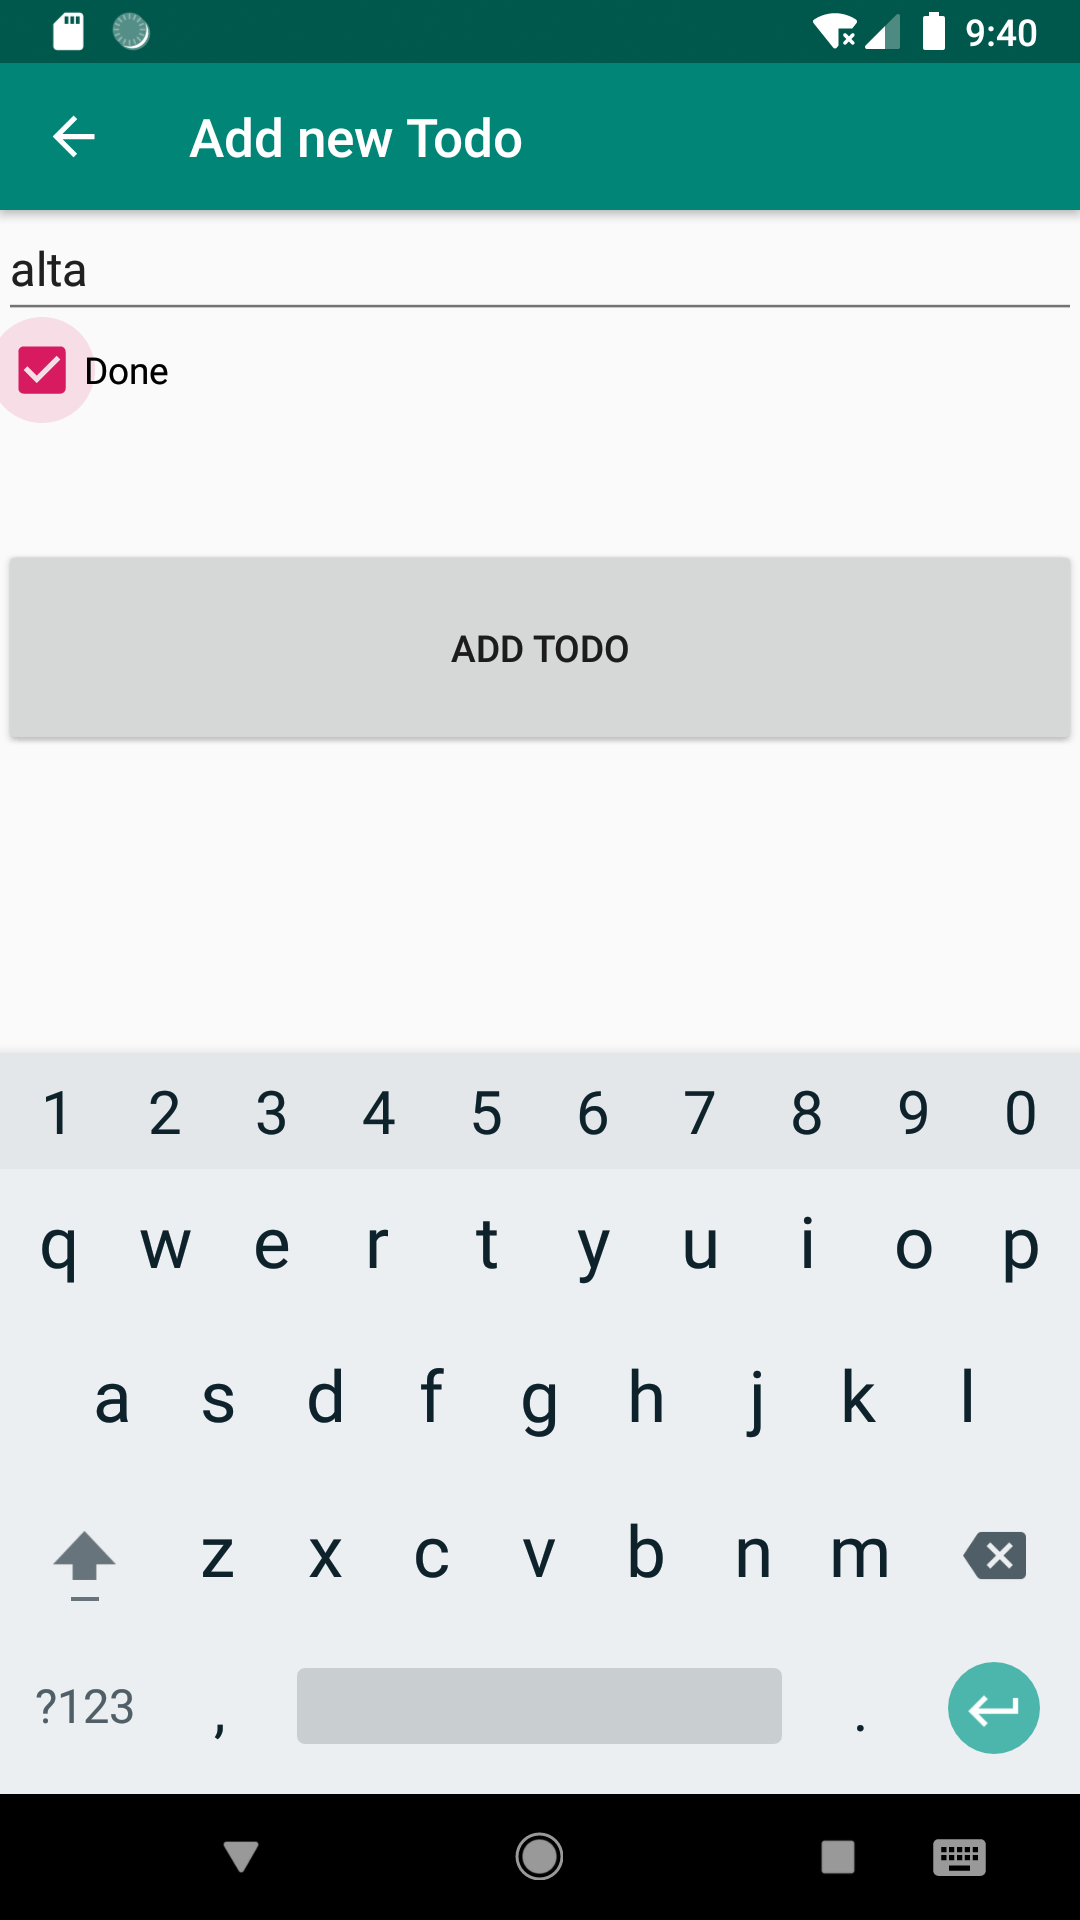 9:40
Add new Todo
alta
Done
ADD TODO
1 2 3 4 5 6 7 8 9 0
q w e r t y u i o p
a s d f g h j k l
z x c v b n m
?123 , .